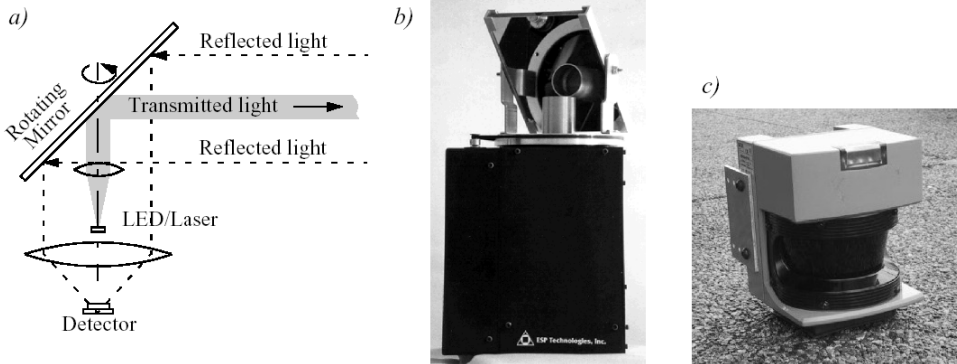 a)
Reflected light
Transmitted light
Rotating
Mirror
Reflected light
LED/Laser
Detector
b)
ESP Technologies, Inc.
c)